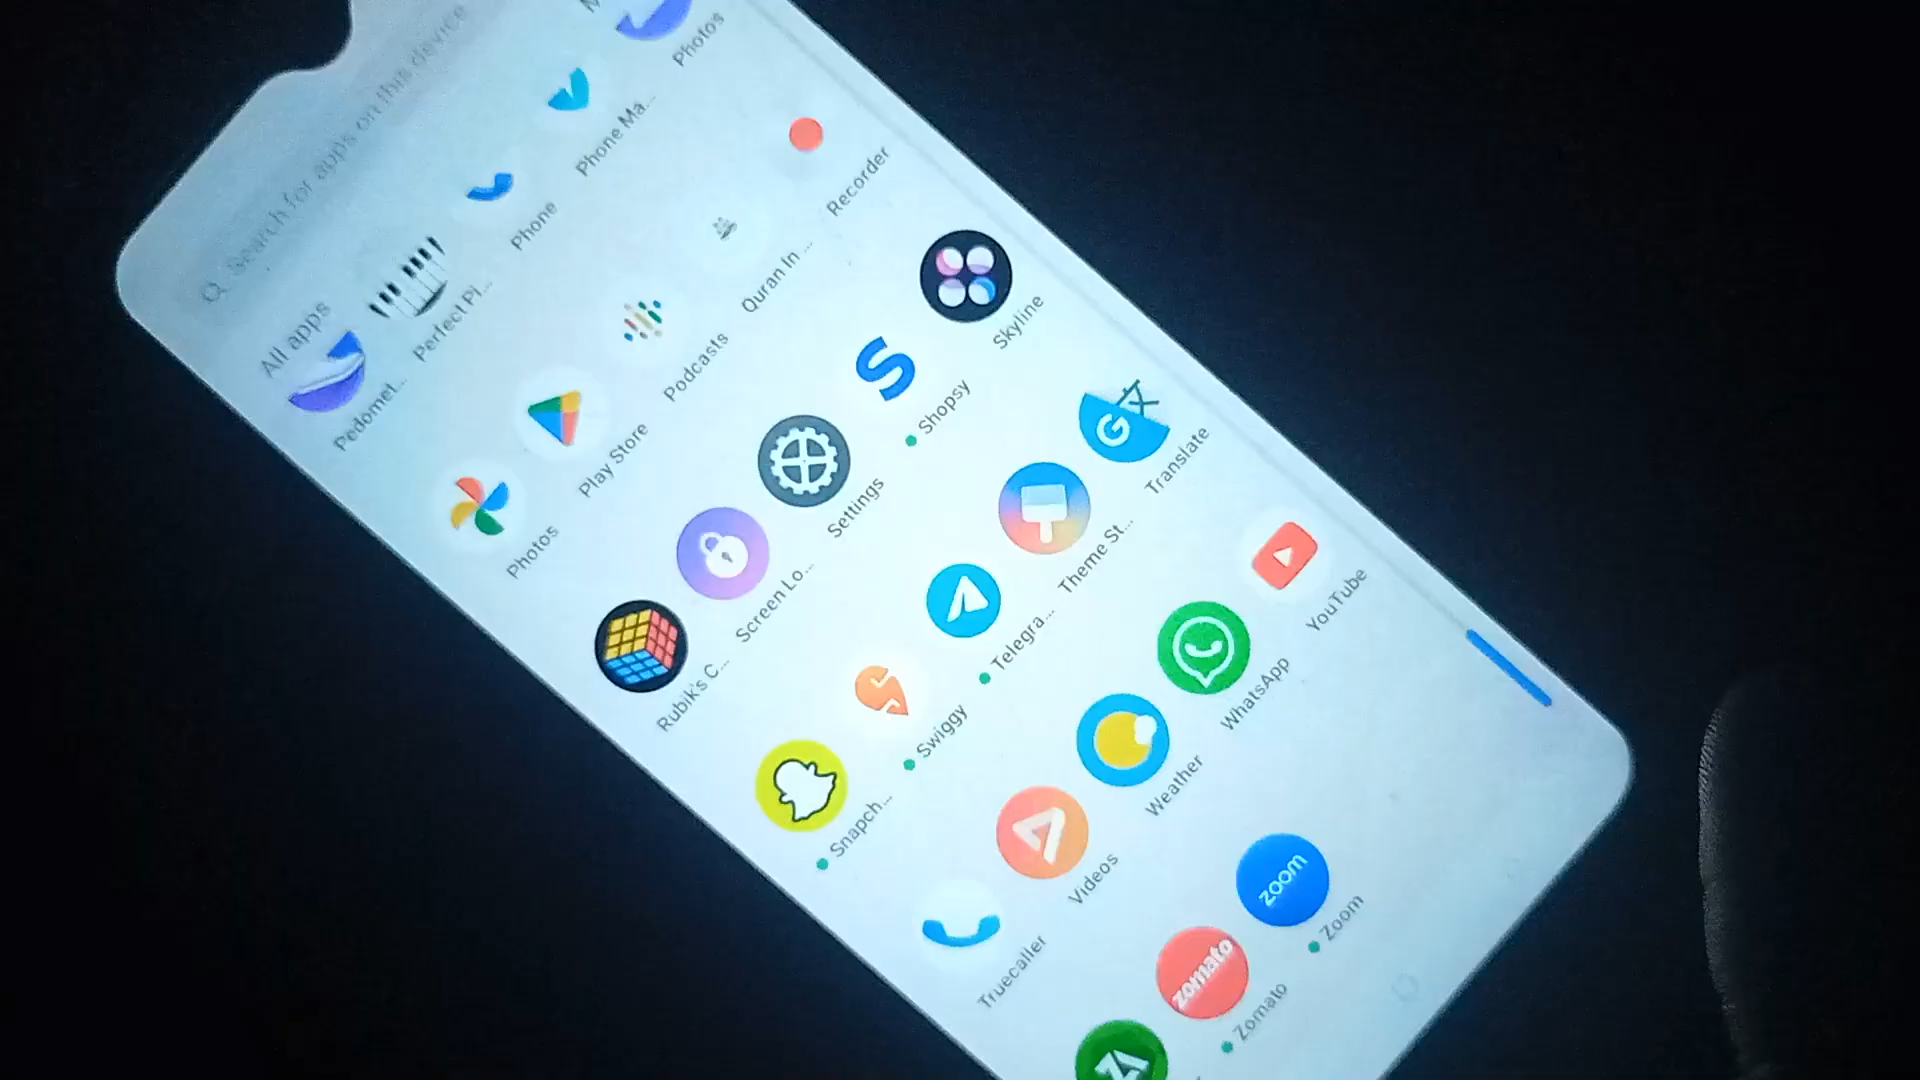 Search for apps on this device
All apps
Pedomet...
Perfect Pi...
Phone
Phone Ma...
Photos
Photos
Play Store
Podcasts
Quran In ...
Recorder
Rubik's C...
Screen Lo...
Settings
Shopsy
Skyline
Snapch...
Swiggy
Telegra...
Theme St...
Translate
Truecaller
Videos
Weather
WhatsApp
YouTube
zomato
Zomato
zoom
Zoom